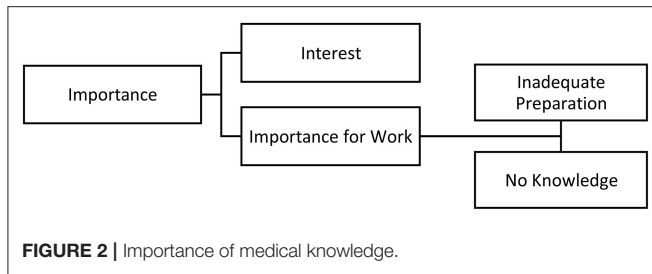 Interest
Importance
Inadequate
Preparation
Importance for Work
No Knowledge
FIGURE 2 | Importance of medical knowledge.